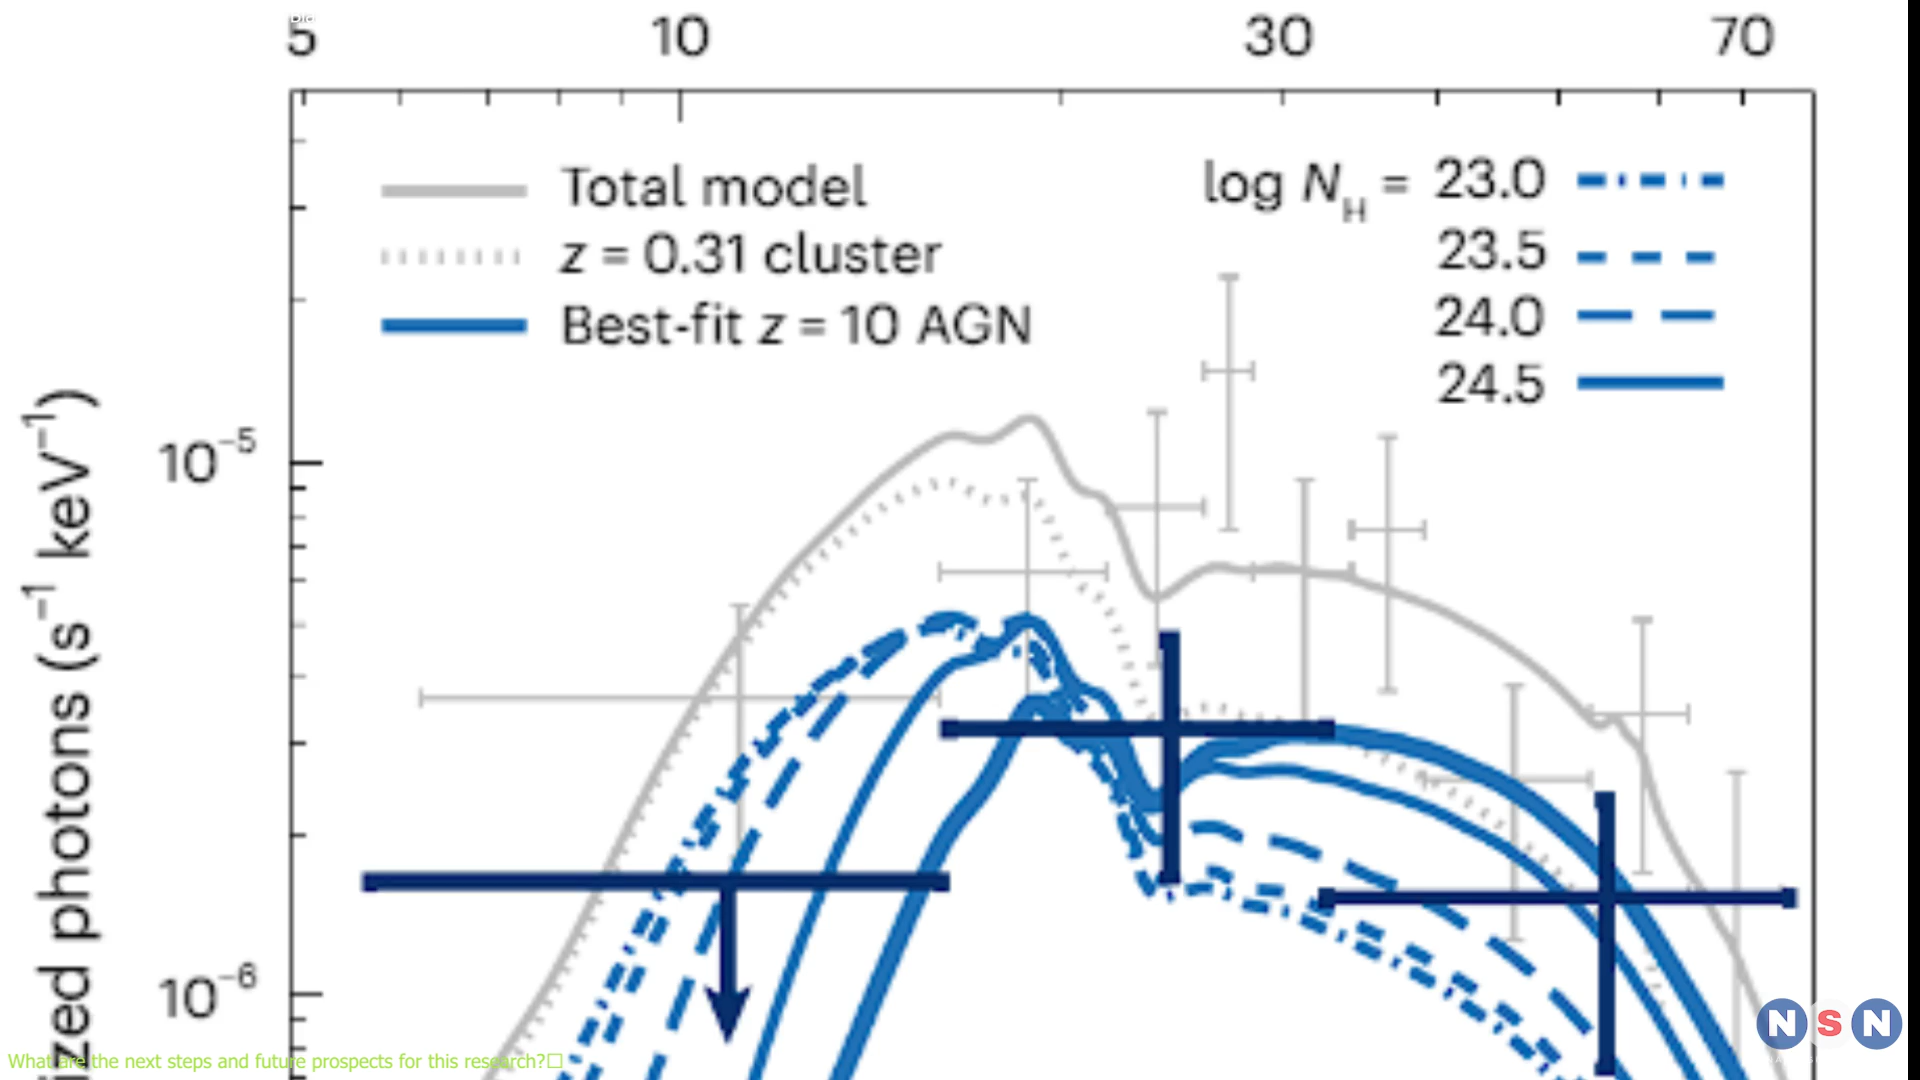 5 10 30 70
Total model
z = 0.31 cluster
Best-fit z = 10 AGN
log N_H = 23.0
23.5
24.0
24.5
10⁻⁵
10⁻⁶
ized photons (s⁻¹ keV⁻¹)
What are the next steps and future prospects for this research?
NSN